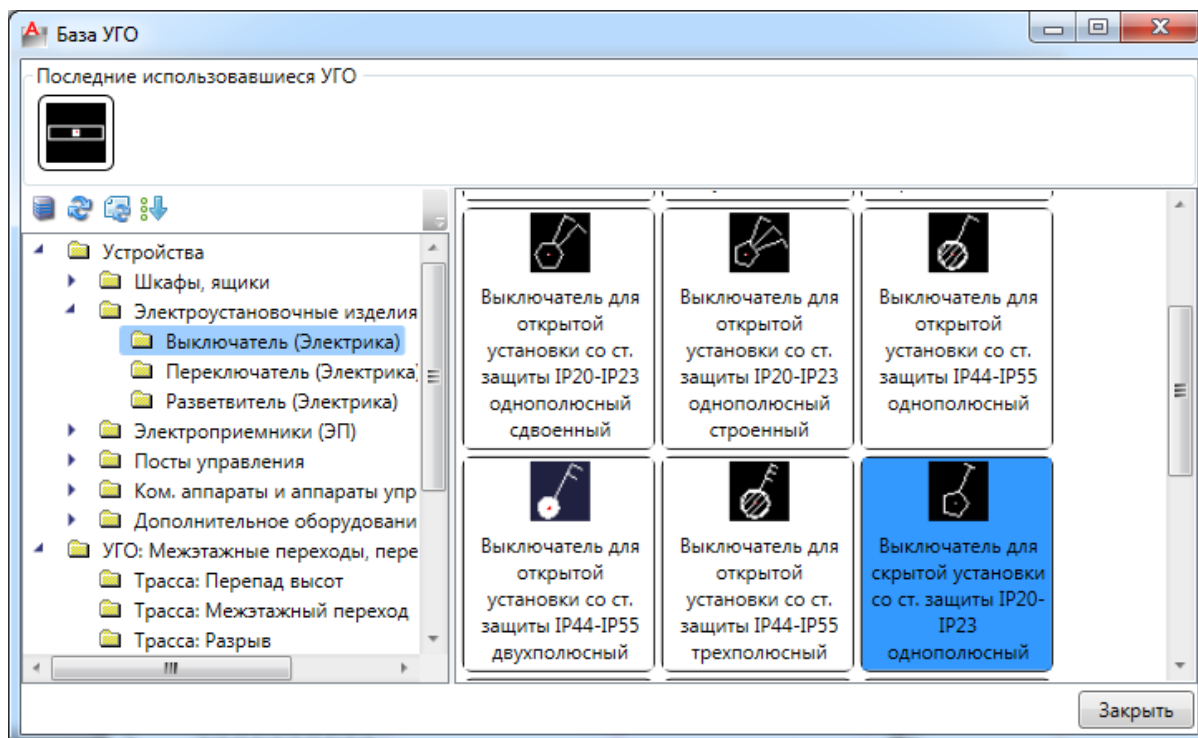 База УГО
Последние использовавшиеся УГО
Устройства
Шкафы, ящики
Электроустановочные изделия
Выключатель (Электрика)
Переключатель (Электрика)
Разветвитель (Электрика)
Электроприемники (ЭП)
Посты управления
Ком. аппараты и аппараты упр
Дополнительное оборудовани
УГО: Межэтажные переходы, пере
Трасса: Перепад высот
Трасса: Межэтажный переход
Трасса: Разрыв
Выключатель для
открытой
установки со ст.
защиты IP20-IP23
однополюсный
сдвоенный
Выключатель для
открытой
установки со ст.
защиты IP20-IP23
однополюсный
строенный
Выключатель для
открытой
установки со ст.
защиты IP44-IP55
однополюсный
Выключатель для
открытой
установки со ст.
защиты IP44-IP55
двухполюсный
Выключатель для
открытой
установки со ст.
защиты IP44-IP55
трехполюсный
Выключатель для
скрытой установки
со ст. защиты IP20-
IP23
однополюсный
Закрыть